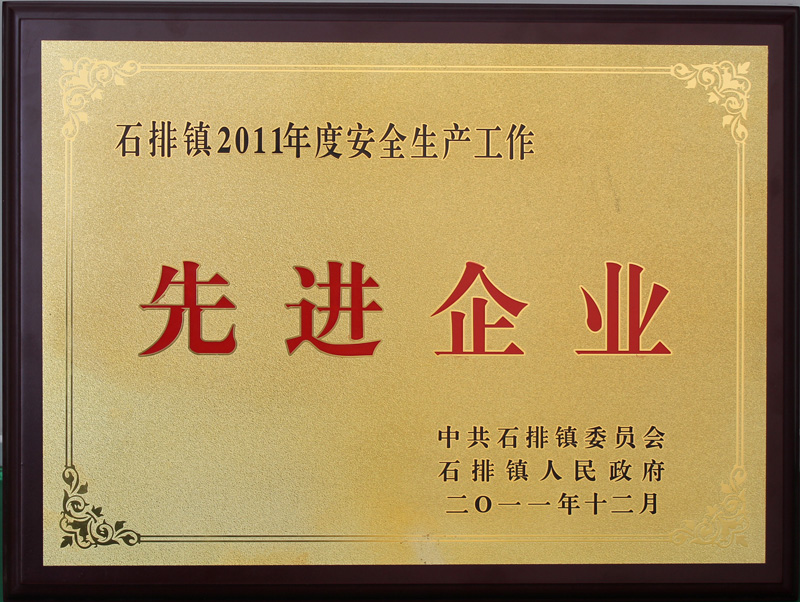 石排镇2011年度安全生产工作
先进企业
中共石排镇委员会
石排镇人民政府
二〇一一年十二月